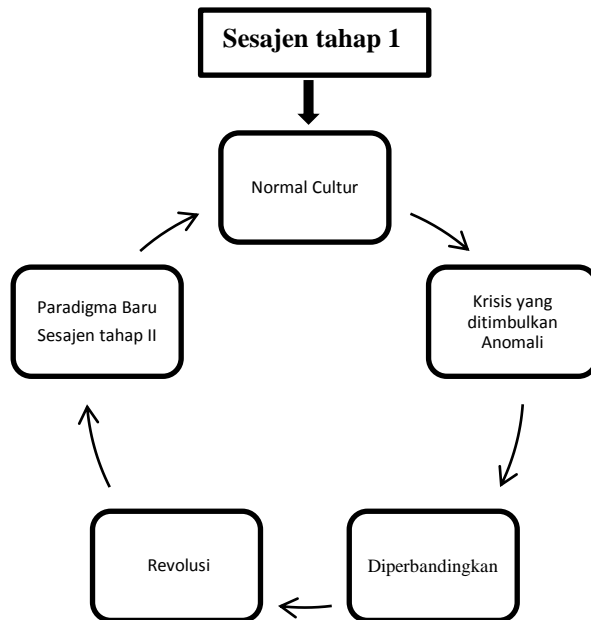 Sesajen tahap 1
Normal Cultur
Krisis yang
ditimbulkan
Anomali
Diperbandingkan
Revolusi
Paradigma Baru
Sesajen tahap II